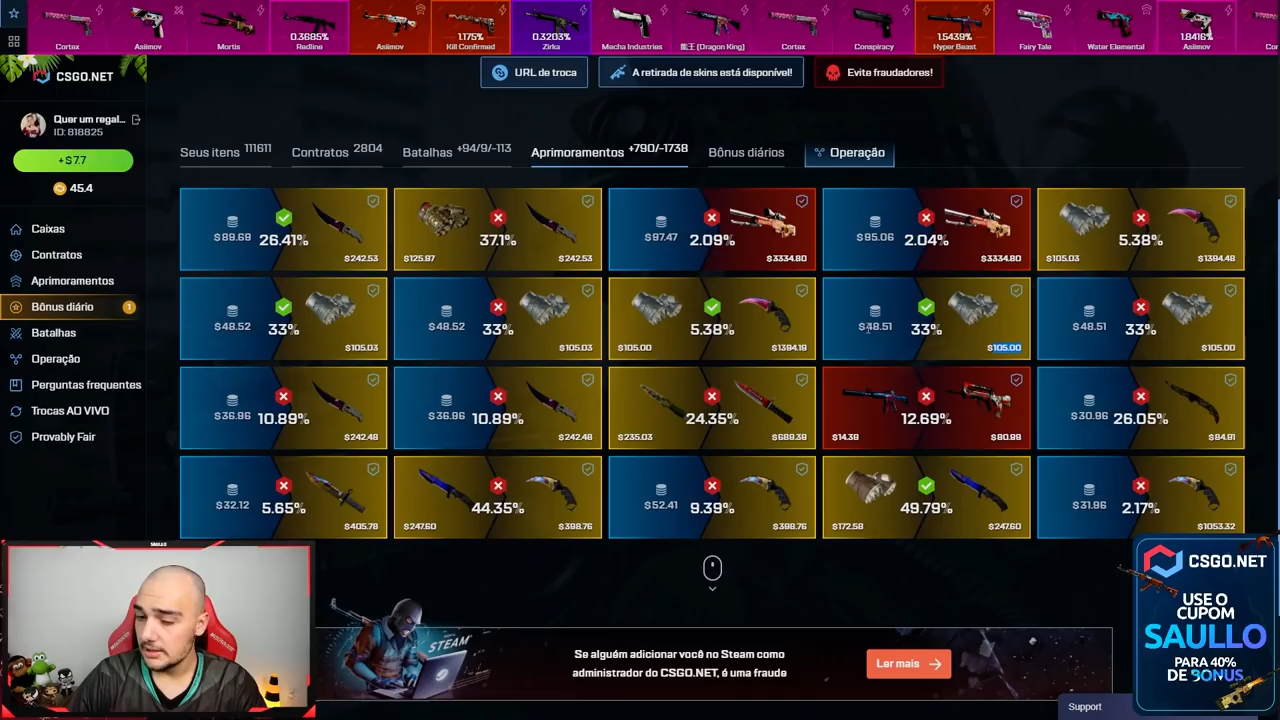 Cortex
Asiimov
Mortis
0.3685%
Redline
Asiimov
1.175%
Kill Confirmed
0.3203%
Zirka
Mecha Industries
龍王 (Dragon King)
Cortex
Conspiracy
1.5439%
Hyper Beast
Fairy Tale
Water Elemental
1.8416%
Asiimov
CSGO.NET
URL de troca
A retirada de skins está disponível!
Evite fraudadores!
Quer um regal...
ID: 818825
+$7.7
45.4
Seus itens 111611
Contratos 2804
Batalhas +94/9/-113
Aprimoramentos +790/-1738
Bônus diários
Operação
Caixas
Contratos
Aprimoramentos
Bônus diário 1
Batalhas
Operação
Perguntas frequentes
Trocas AO VIVO
Provably Fair
$89.69 26.41% $242.53
$125.97 37.1% $242.53
$97.47 2.09% $3334.80
$95.06 2.04% $3334.80
$105.03 5.38% $1394.48
$48.52 33% $105.03
$48.52 33% $105.03
$105.00 5.38% $1394.19
$48.51 33% $105.00
$48.51 33% $105.00
$36.96 10.89% $242.48
$36.96 10.89% $242.48
$235.03 24.35% $689.39
$14.39 12.69% $80.99
$30.96 26.05% $84.91
$32.12 5.65% $405.78
$247.60 44.35% $398.76
$52.41 9.39% $398.76
$172.58 49.79% $247.60
$31.96 2.17% $1053.32
SAULLO
STEAM
Se alguém adicionar você no Steam como
administrador do CSGO.NET, é uma fraude
Ler mais
CSGO.NET
USE O
CUPOM
SAULLO
PARA 40%
DE BONUS
Support